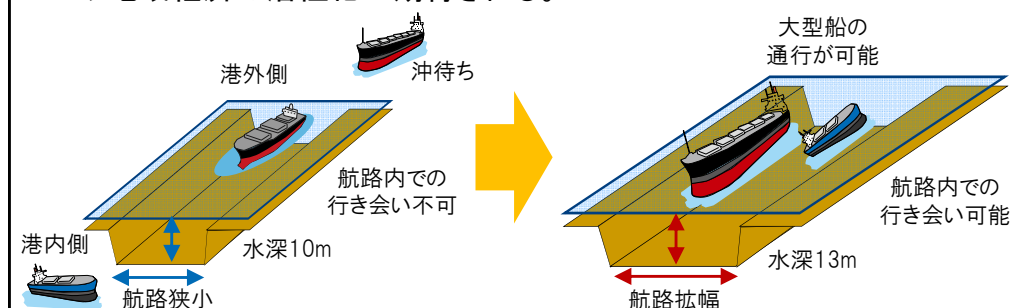 港外側
沖待ち
航路内での
行き会い不可
港内側
水深10m
航路狭小
大型船の
通行が可能
航路内での
行き会い可能
水深13m
航路拡幅